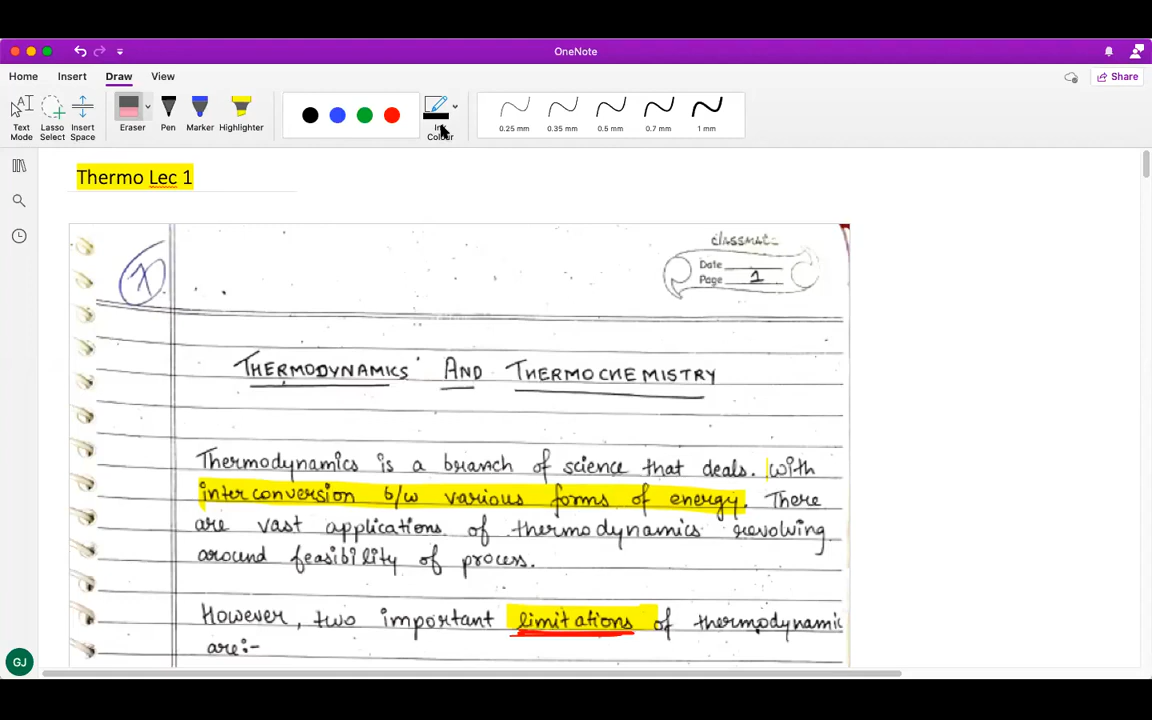 OneNote
Home Insert Draw View
Share
Text Mode
Lasso Select
Insert Space
Eraser
Pen
Marker
Highlighter
Colour
0.25 mm 0.35 mm 0.5 mm 0.7 mm 1 mm
Thermo Lec 1
classmate
Date
Page 1
THERMODYNAMICS AND THERMOCHEMISTRY
Thermodynamics is a branch of science that deals. with
interconversion b/w various forms of energy. There
are vast applications of thermodynamics revolving
around feasibility of process.
However, two important limitations of thermodynamic
are:-
GJ